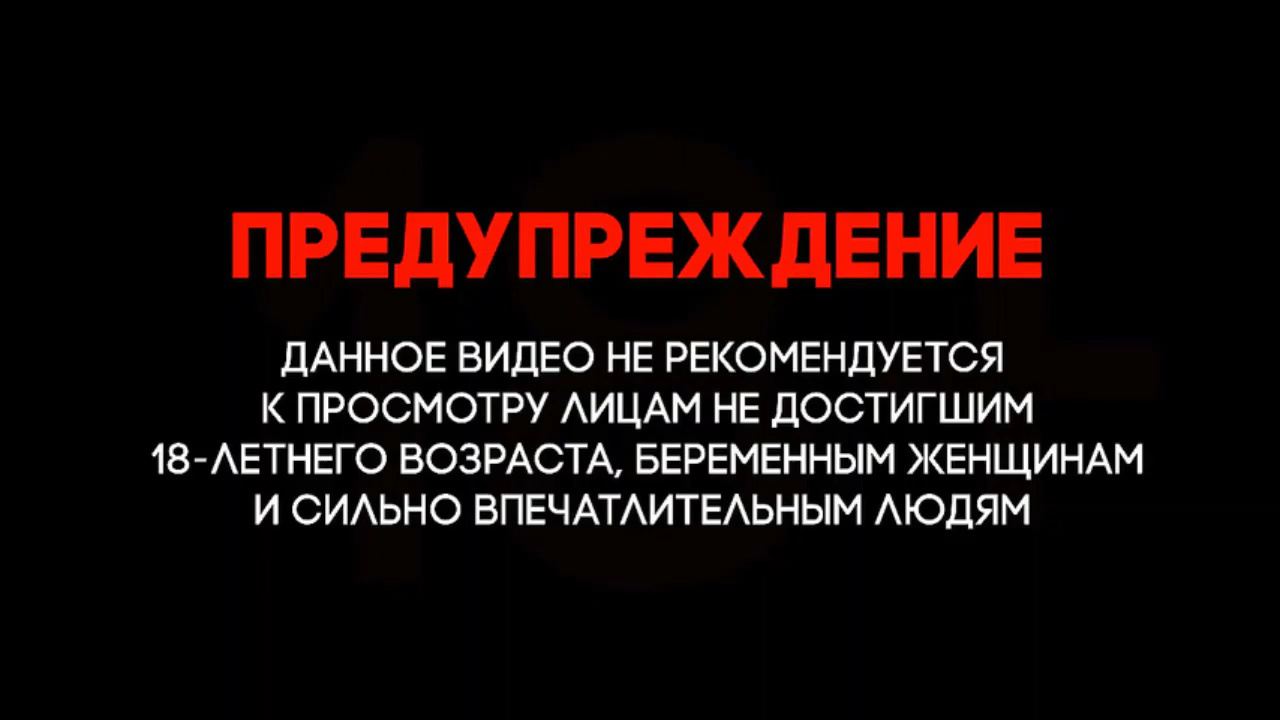 ПРЕДУПРЕЖДЕНИЕ
ДАННОЕ ВИДЕО НЕ РЕКОМЕНДУЕТСЯ
К ПРОСМОТРУ ЛИЦАМ НЕ ДОСТИГШИМ
18-ЛЕТНЕГО ВОЗРАСТА, БЕРЕМЕННЫМ ЖЕНЩИНАМ
И СИЛЬНО ВПЕЧАТЛИТЕЛЬНЫМ ЛЮДЯМ